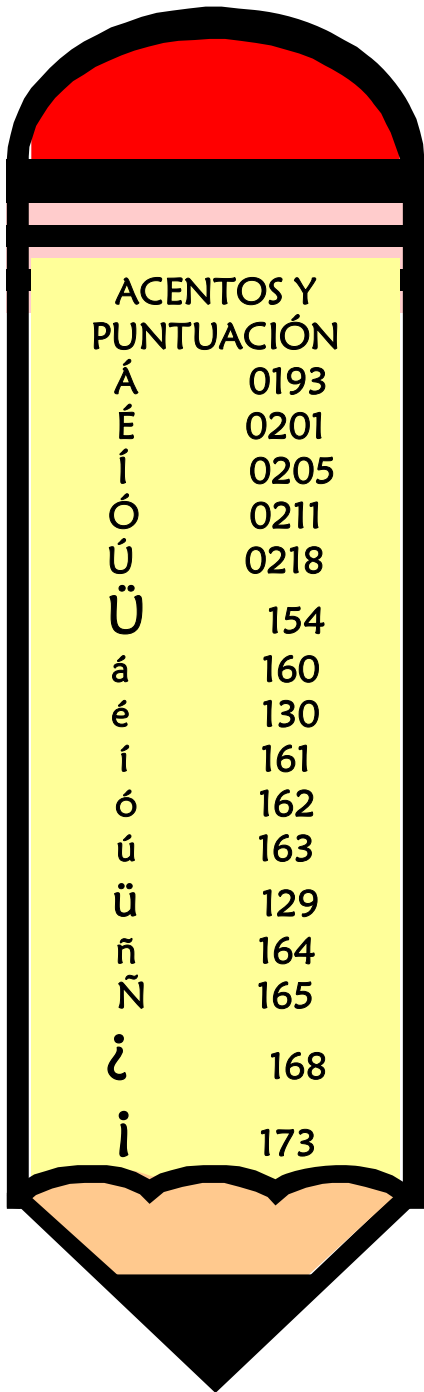 ACENTOS Y
PUNTUACIÓN
Á 0193
É 0201
Í 0205
Ó 0211
Ú 0218
Ü 154
á 160
é 130
í 161
ó 162
ú 163
ü 129
ñ 164
Ñ 165
¿ 168
¡ 173